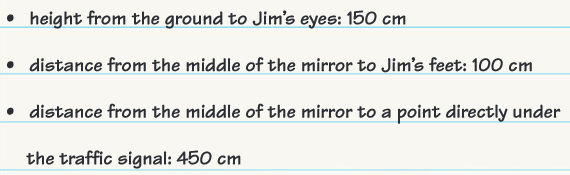 • height from the ground to Jim's eyes: 150 cm
• distance from the middle of the mirror to Jim's feet: 100 cm
• distance from the middle of the mirror to a point directly under
the traffic signal: 450 cm